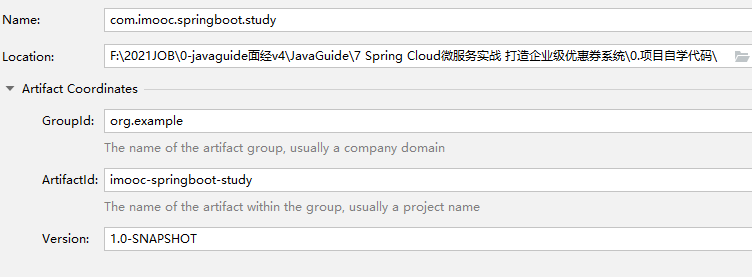 Name: com.imooc.springboot.study
Location: F:\2021JOB\0-javaguide面经v4\JavaGuide\7 Spring Cloud微服务实战 打造企业级优惠券系统\0.项目自学代码\
Artifact Coordinates
GroupId: org.example
The name of the artifact group, usually a company domain
ArtifactId: imooc-springboot-study
The name of the artifact within the group, usually a project name
Version: 1.0-SNAPSHOT